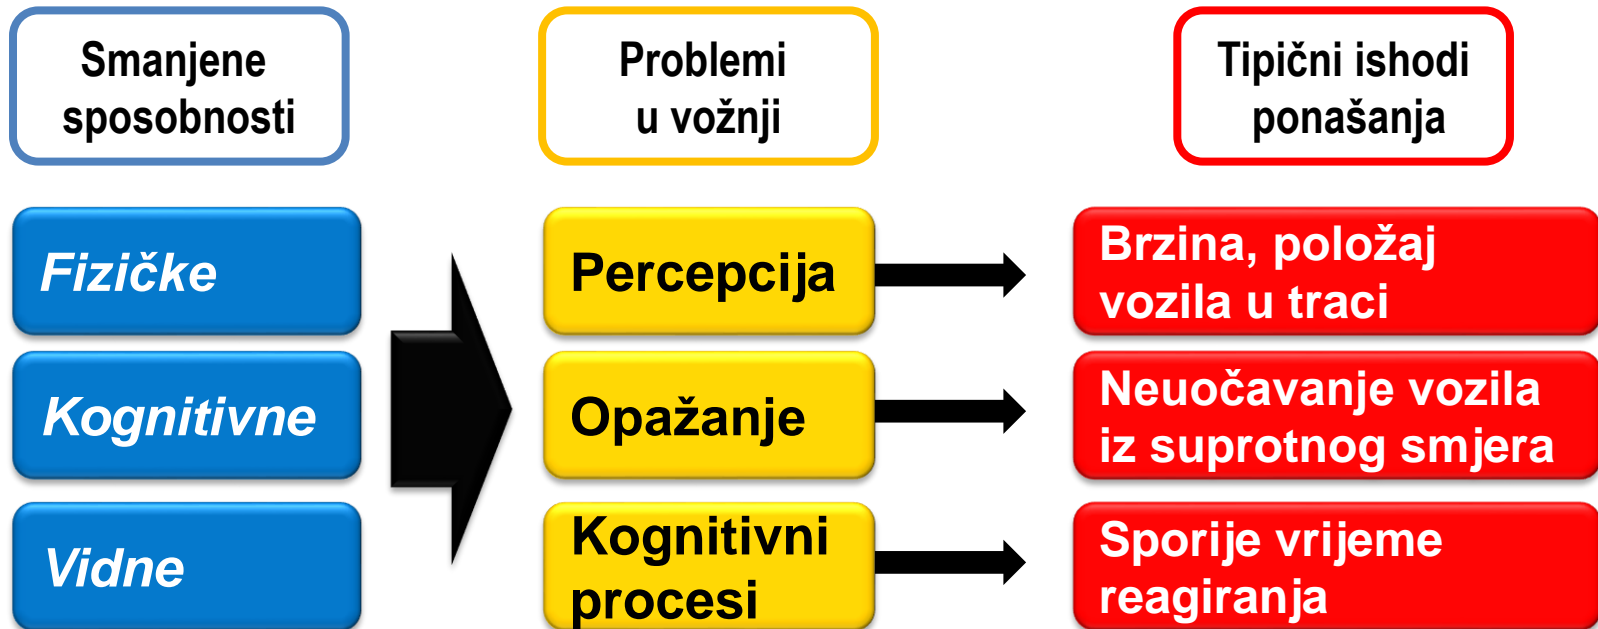 Smanjene
sposobnosti
Problemi
u vožnji
Tipični ishodi
ponašanja
Fizičke
Percepcija
Brzina, položaj
vozila u traci
Kognitivne
Opažanje
Neuočavanje vozila
iz suprotnog smjera
Vidne
Kognitivni
procesi
Sporije vrijeme
reagiranja